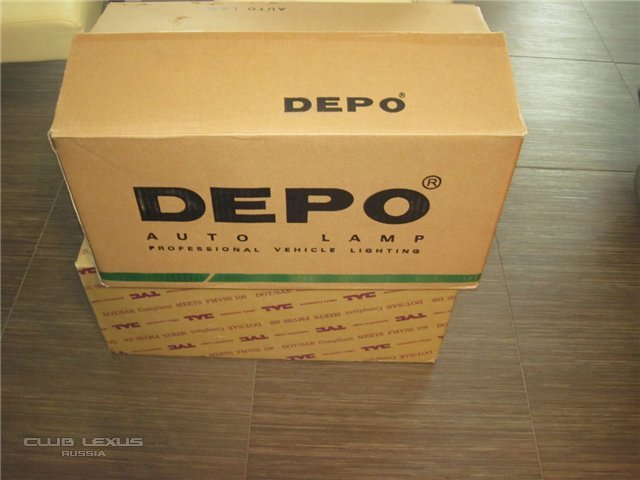 AUTO LAMP
DEPO®
DEPO®
AUTO LAMP
PROFESSIONAL VEHICLE LIGHTING
TYC
DOT/SAE Compliant MEETS FMVSS 108
CLUB LEXUS
RUSSIA